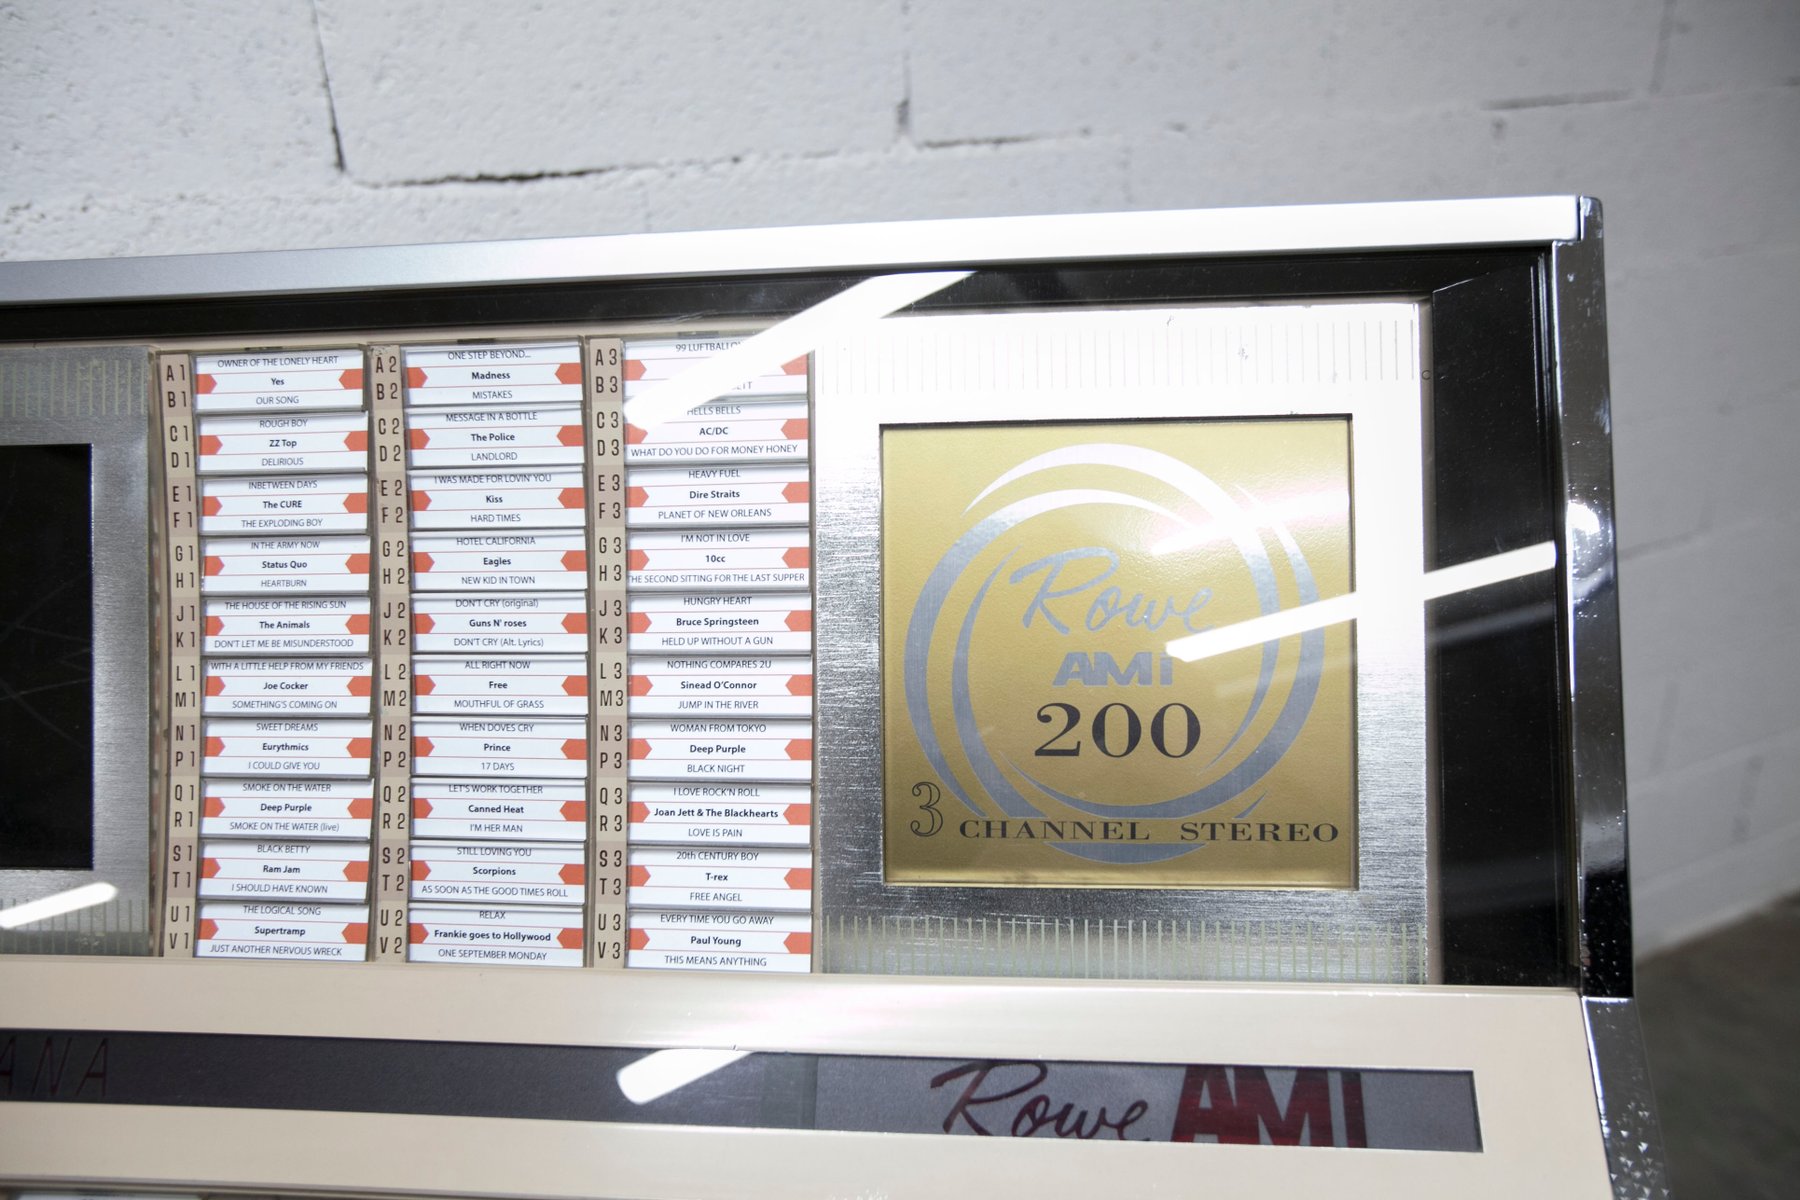 A1
B1
OWNER OF THE LONELY HEART
Yes
OUR SONG
C1
D1
ROUGH BOY
ZZ Top
DELIRIOUS
E1
F1
INBETWEEN DAYS
The CURE
THE EXPLODING BOY
G1
H1
IN THE ARMY NOW
Status Quo
HEARTBURN
J1
K1
THE HOUSE OF THE RISING SUN
The Animals
DON'T LET ME BE MISUNDERSTOOD
L1
M1
WITH A LITTLE HELP FROM MY FRIENDS
Joe Cocker
SOMETHING'S COMING ON
N1
P1
SWEET DREAMS
Eurythmics
I COULD GIVE YOU
Q1
R1
SMOKE ON THE WATER
Deep Purple
SMOKE ON THE WATER (live)
S1
T1
BLACK BETTY
Ram Jam
I SHOULD HAVE KNOWN
U1
V1
THE LOGICAL SONG
Supertramp
JUST ANOTHER NERVOUS WRECK
A2
B2
ONE STEP BEYOND...
Madness
MISTAKES
C2
D2
MESSAGE IN A BOTTLE
The Police
LANDLORD
E2
F2
I WAS MADE FOR LOVIN' YOU
Kiss
HARD TIMES
G2
H2
HOTEL CALIFORNIA
Eagles
NEW KID IN TOWN
J2
K2
DON'T CRY (original)
Guns N' roses
DON'T CRY (Alt. Lyrics)
L2
M2
ALL RIGHT NOW
Free
MOUTHFUL OF GRASS
N2
P2
WHEN DOVES CRY
Prince
17 DAYS
Q2
R2
LET'S WORK TOGETHER
Canned Heat
I'M HER MAN
S2
T2
STILL LOVING YOU
Scorpions
AS SOON AS THE GOOD TIMES ROLL
U2
V2
RELAX
Frankie goes to Hollywood
ONE SEPTEMBER MONDAY
A3
B3
99
C3
D3
HELLS BELLS
AC/DC
WHAT DO YOU DO FOR MONEY HONEY
E3
F3
HEAVY FUEL
Dire Straits
PLANET OF NEW ORLEANS
G3
H3
I'M NOT IN LOVE
10cc
THE SECOND SITTING FOR THE LAST SUPPER
J3
K3
HUNGRY HEART
Bruce Springsteen
HELD UP WITHOUT A GUN
L3
M3
NOTHING COMPARES 2U
Sinead O'Connor
JUMP IN THE RIVER
N3
P3
WOMAN FROM TOKYO
Deep Purple
BLACK NIGHT
Q3
R3
I LOVE ROCK'N ROLL
Joan Jett & The Blackhearts
LOVE IS PAIN
S3
T3
20th CENTURY BOY
T-rex
FREE ANGEL
U3
V3
EVERY TIME YOU GO AWAY
Paul Young
THIS MEANS ANYTHING
Rowe
AMI
200
3 CHANNEL STEREO
ANA
Rowe AMI